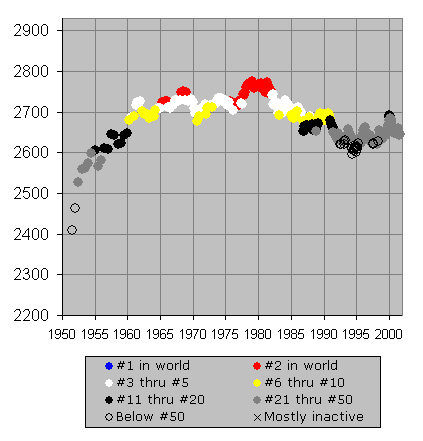 2900
2800
2700
2600
2500
2400
2300
2200
1950 1955 1960 1965 1970 1975 1980 1985 1990 1995 2000
#1 in world #2 in world
#3 thru #5 #6 thru #10
#11 thru #20 #21 thru #50
Below #50 Mostly inactive